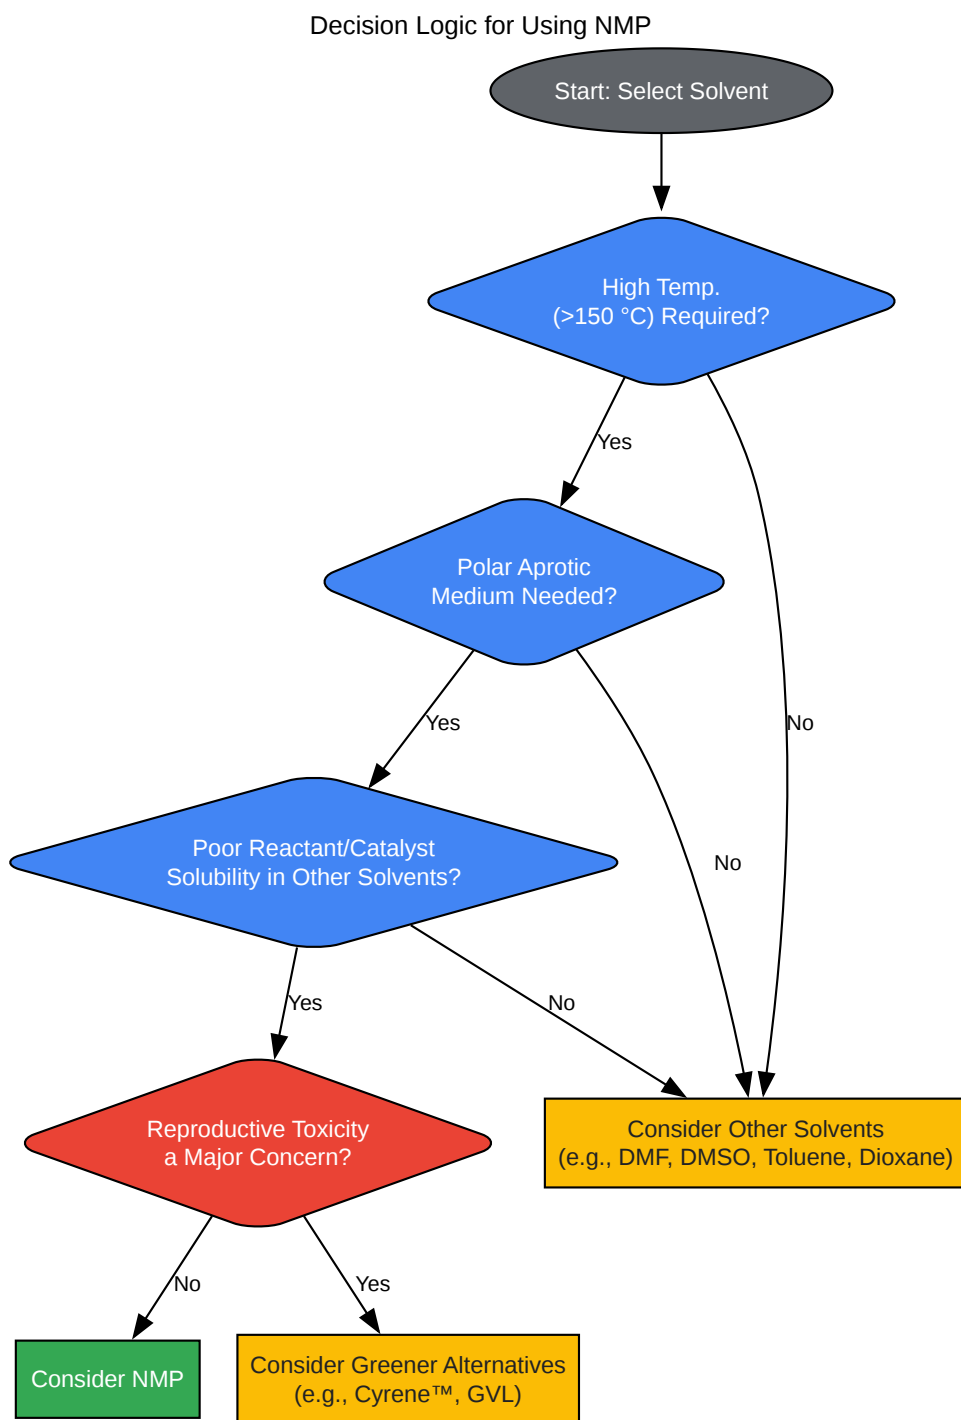 Decision Logic for Using NMP
Start: Select Solvent
High Temp.
(>150 °C) Required?
Yes
Polar Aprotic
Medium Needed?
Yes
No
No
Poor Reactant/Catalyst
Solubility in Other Solvents?
Yes
No
Reproductive Toxicity
a Major Concern?
Consider Other Solvents
(e.g., DMF, DMSO, Toluene, Dioxane)
No
Yes
Consider NMP
Consider Greener Alternatives
(e.g., Cyrene™, GVL)